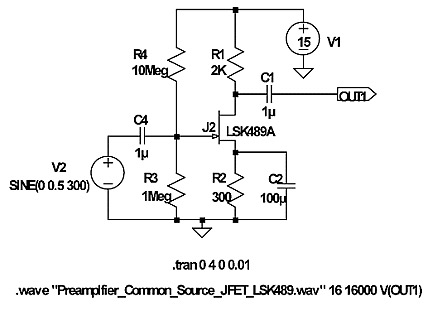 R4
10Meg
R1
2K
15
V1
C1
1µ
OUT1
C4
1µ
J2
LSK489A
V2
SINE(0 0.5 300)
R3
1Meg
R2
300
C2
100µ
.tran 0 4 0 0.01
.wave "Preamplfier_Common_Source_JFET_LSK489.wav" 16 16000 V(OUT1)